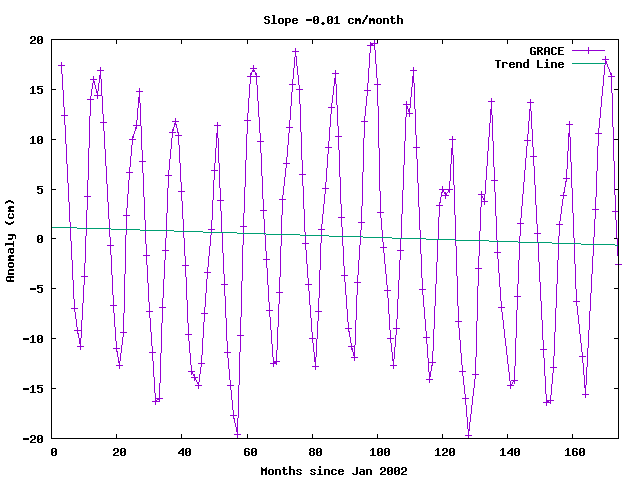 Slope -0.01 cm/month
GRACE
Trend Line
20
15
10
5
0
-5
-10
-15
-20
Anomaly (cm)
0 20 40 60 80 100 120 140 160
Months since Jan 2002